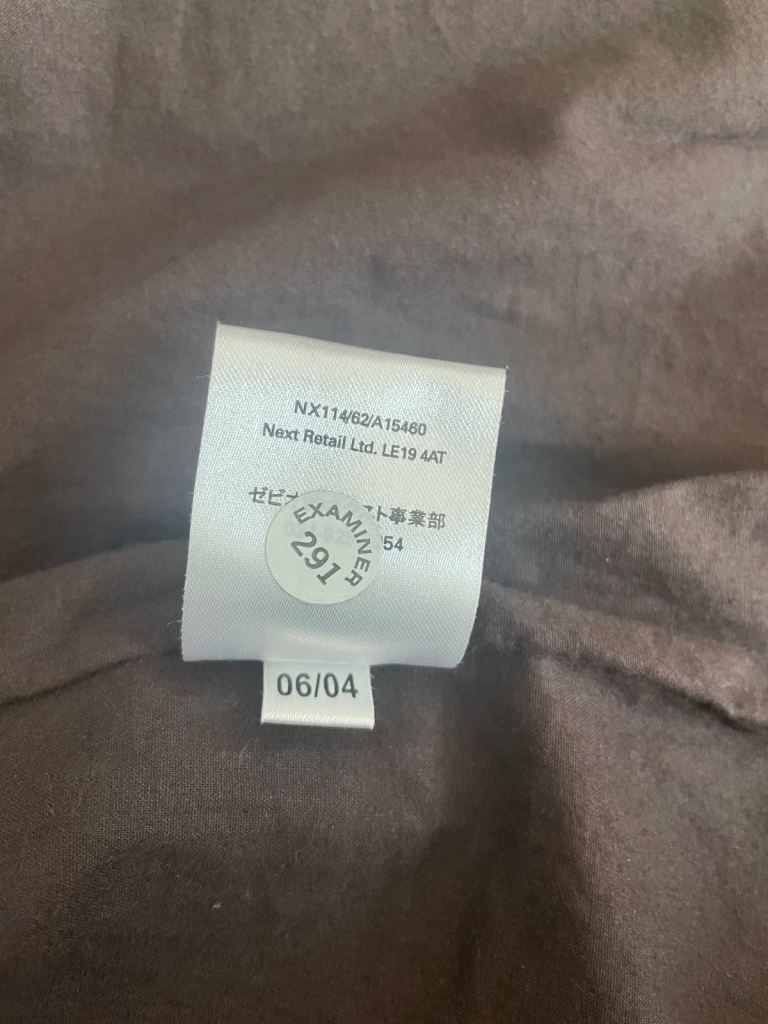 NX114/62/A15460
Next Retail Ltd. LE19 4AT
ゼビオ
ト事業部
54
EXAMINER
291
06/04